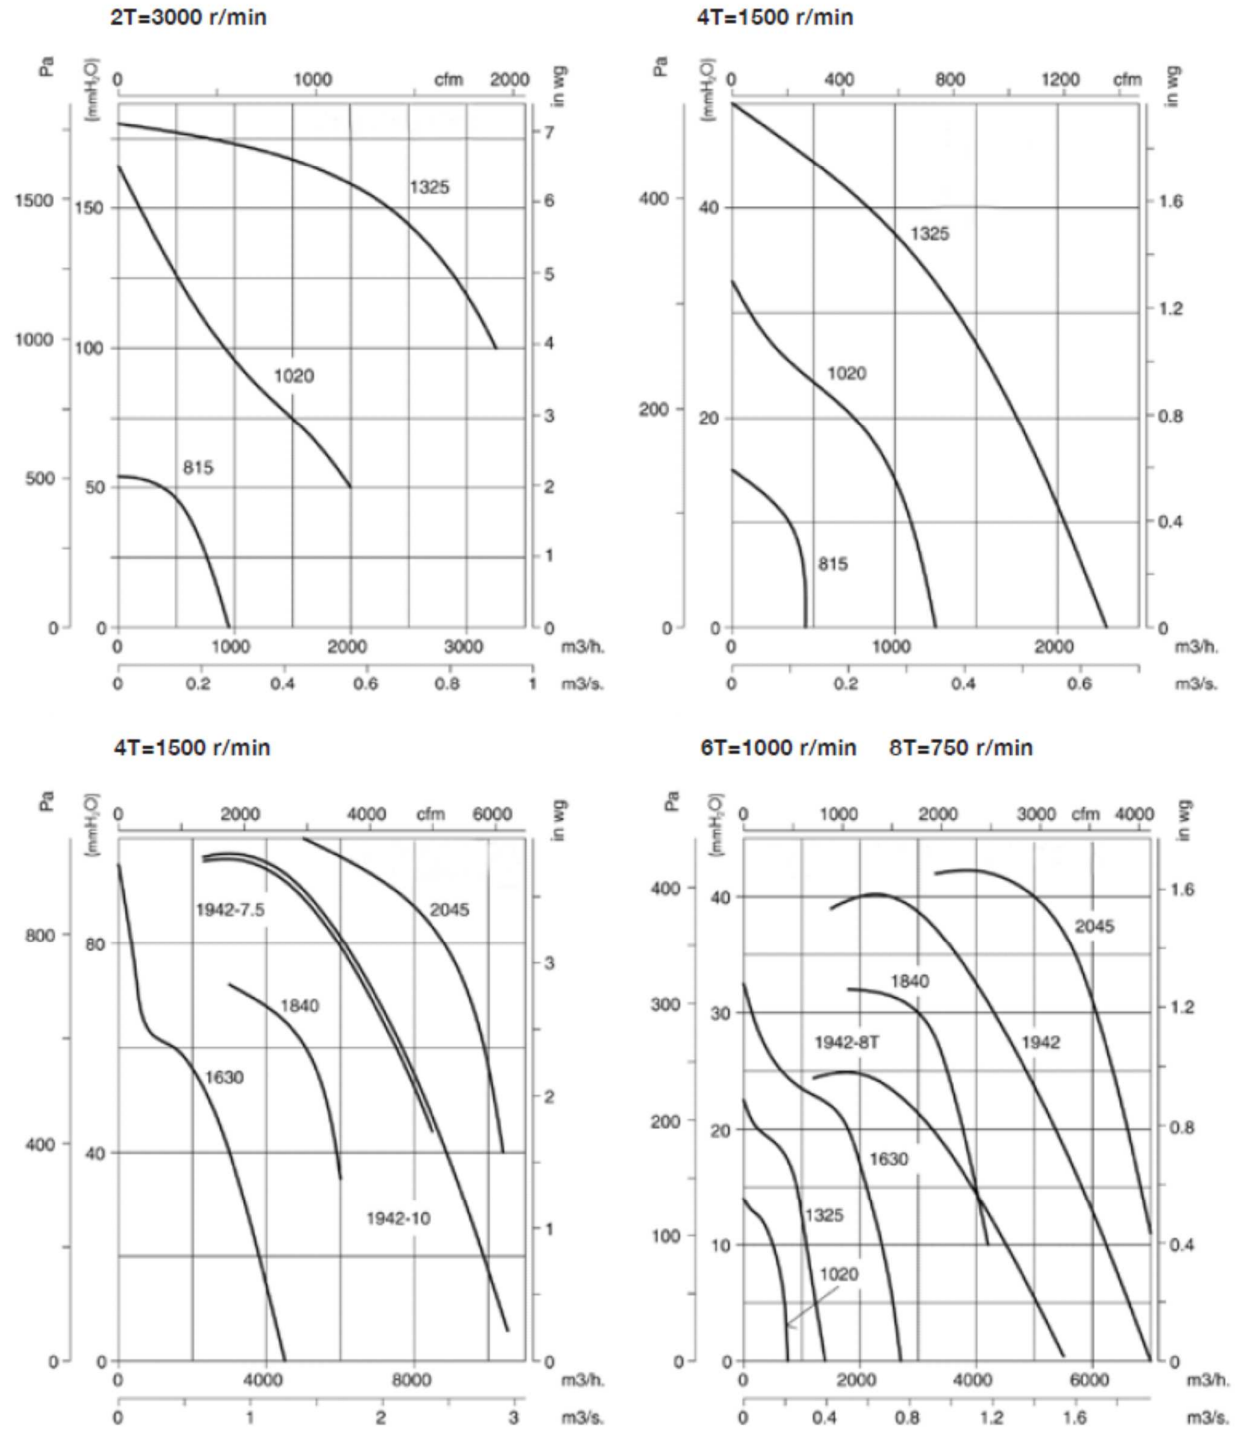 2T=3000 r/min
Pa
(mmH₂O)
0 1000 cfm 2000
in wg
7
1325
6
1500
150
5
1000
100
4
1020
3
815
500
50
2
1
0
0
0
0 1000 2000 3000 m3/h.
0 0.2 0.4 0.6 0.8 1 m3/s.
4T=1500 r/min
Pa
(mmH₂O)
0 400 800 1200 cfm
in wg
400
40
1.6
1325
1.2
1020
200
20
0.8
0.4
815
0
0
0
0 1000 2000 m3/h.
0 0.2 0.4 0.6 m3/s.
4T=1500 r/min
Pa
(mmH₂O)
0 2000 4000 cfm 6000
in wg
1942-7.5
2045
800
80
3
1840
1630
2
400
40
1942-10
1
0
0
0
0 4000 8000 m3/h.
0 1 2 3 m3/s.
6T=1000 r/min 8T=750 r/min
Pa
(mmH₂O)
0 1000 2000 3000 cfm 4000
in wg
400
40
1.6
2045
1840
300
30
1.2
1942-8T
1942
200
20
0.8
1630
1325
100
10
0.4
1020
0
0
0
0 2000 4000 6000 m3/h.
0 0.4 0.8 1.2 1.6 m3/s.